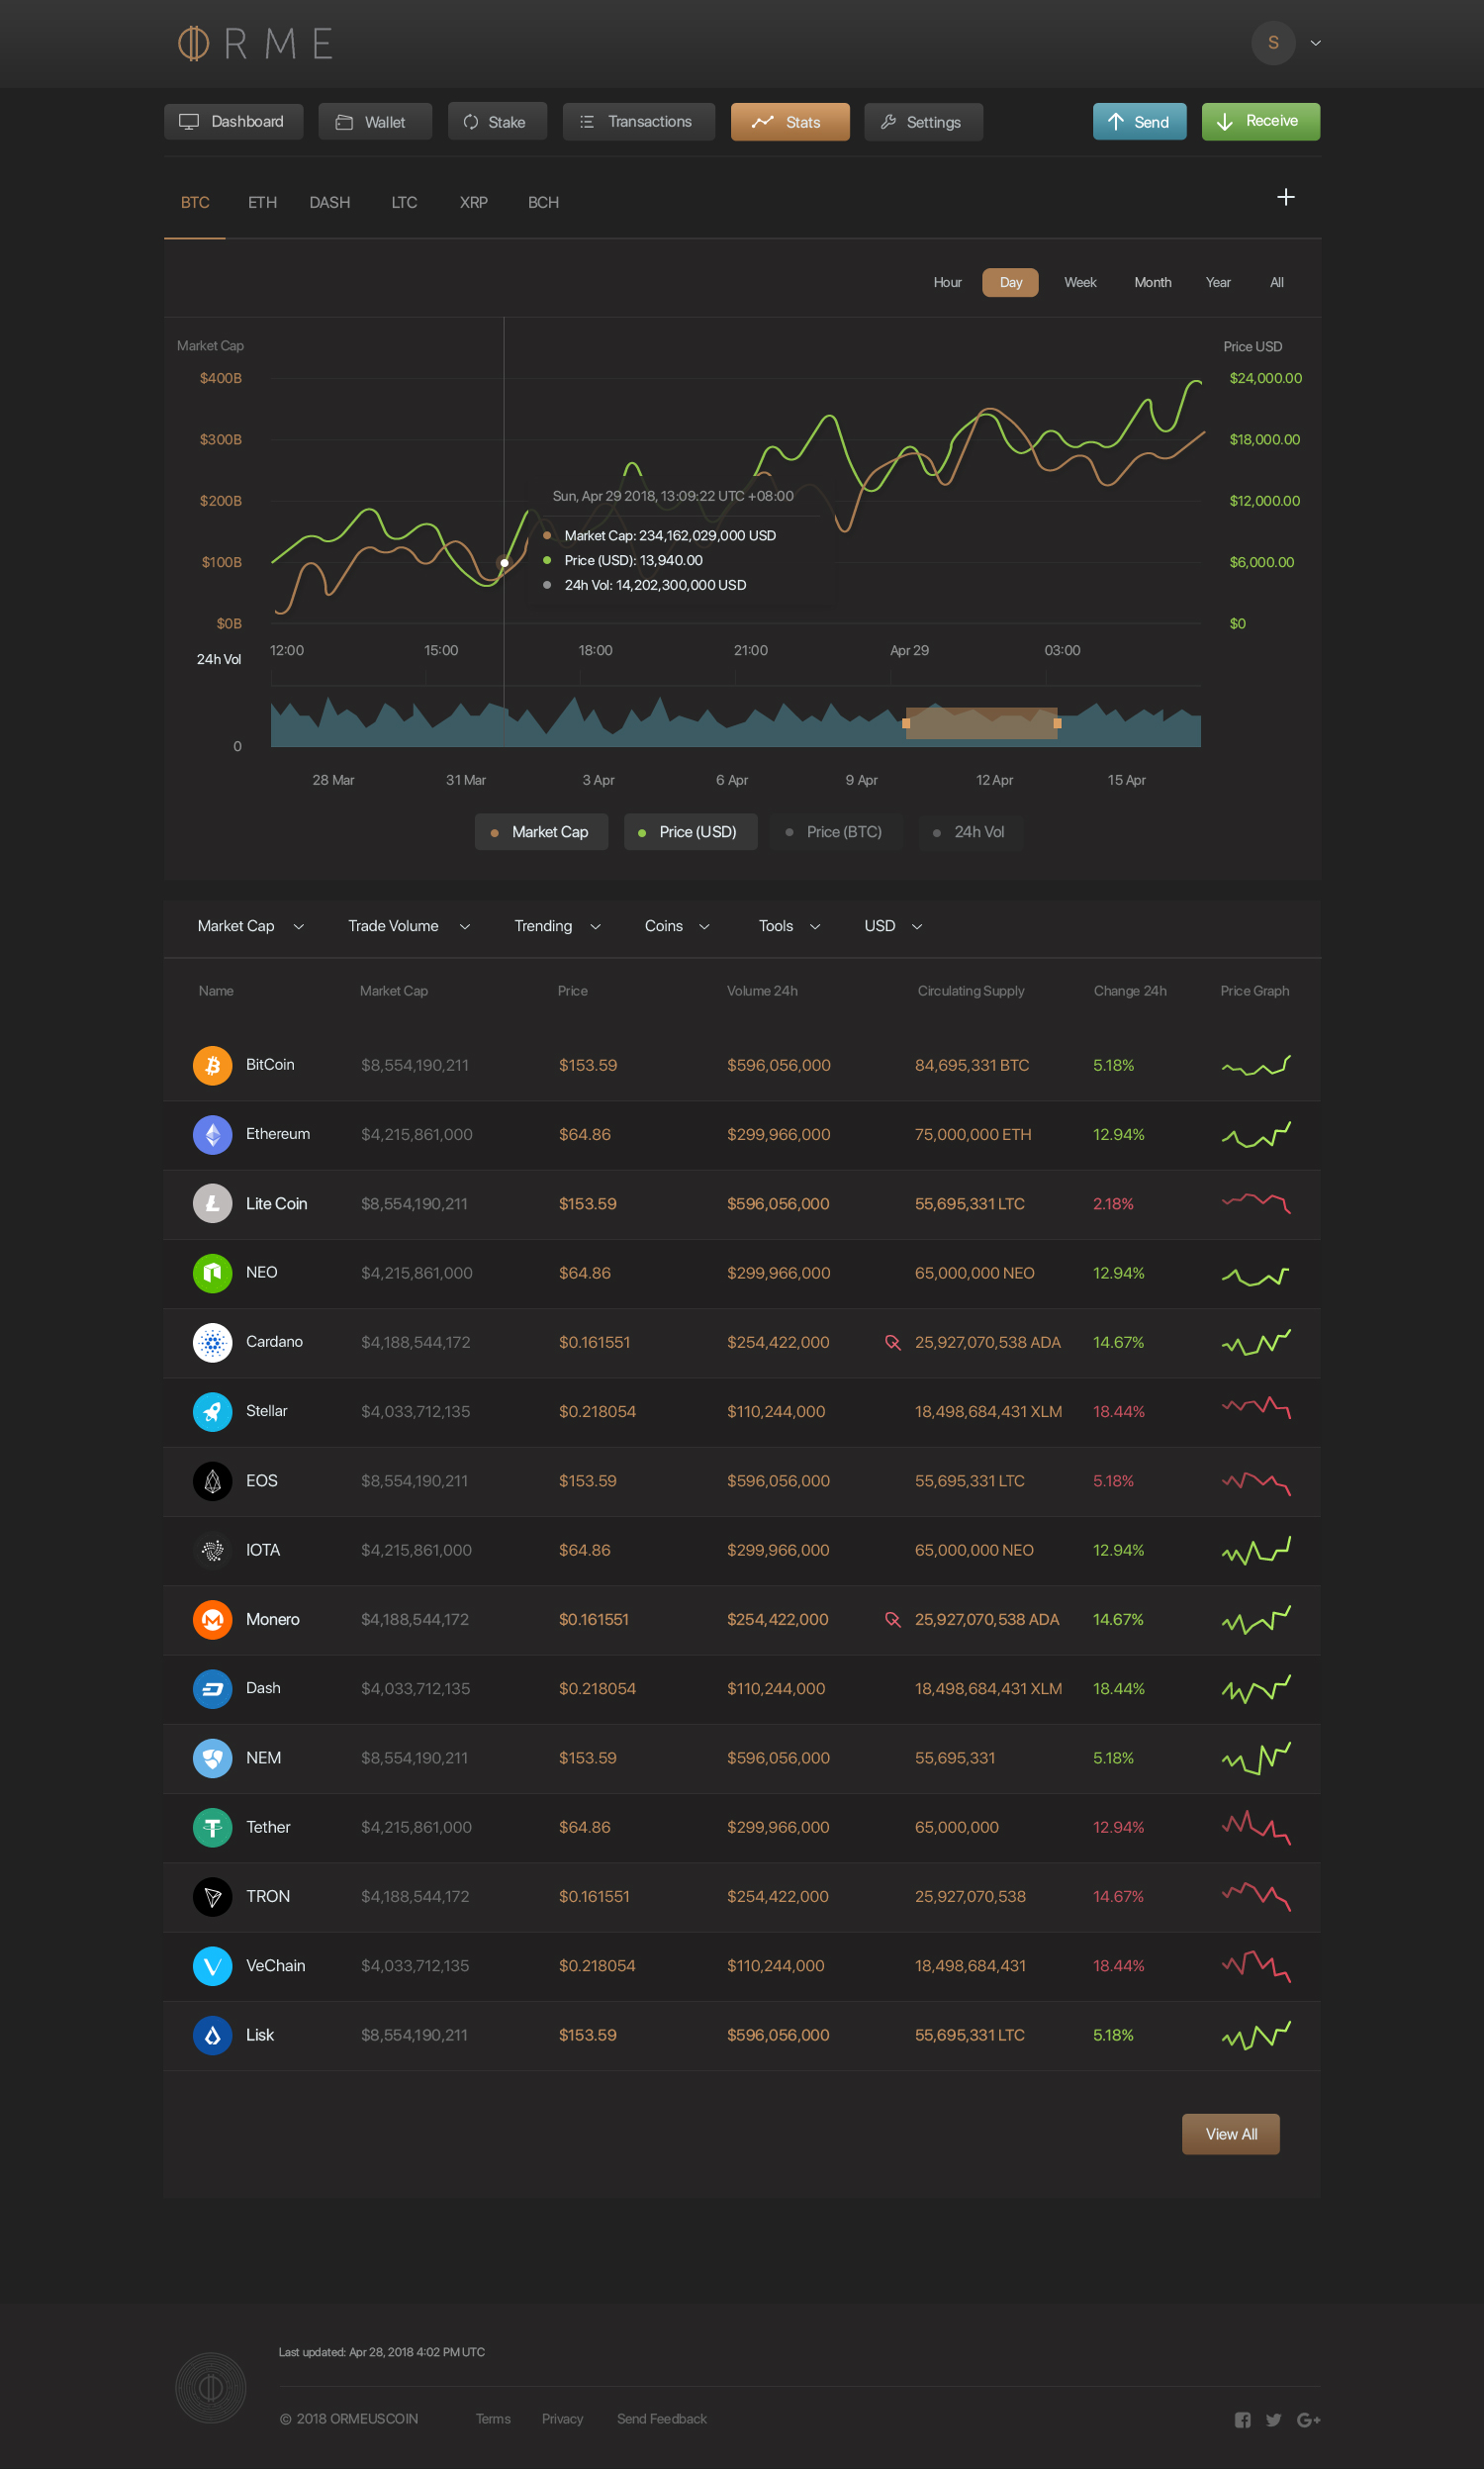 ORME
S
Dashboard Wallet Stake Transactions Stats Settings Send Receive
BTC ETH DASH LTC XRP BCH
Hour Day Week Month Year All
Market Cap Price USD
$400B $24,000.00
$300B $18,000.00
$200B $12,000.00
Sun, Apr 29 2018, 13:09:22 UTC +08:00
Market Cap: 234,162,029,000 USD
$100B Price (USD): 13,940.00 $6,000.00
24h Vol: 14,202,300,000 USD
$0B $0
12:00 15:00 18:00 21:00 Apr 29 03:00
24h Vol
0
28 Mar 31 Mar 3 Apr 6 Apr 9 Apr 12 Apr 15 Apr
Market Cap Price (USD) Price (BTC) 24h Vol
Market Cap Trade Volume Trending Coins Tools USD
Name Market Cap Price Volume 24h Circulating Supply Change 24h Price Graph
BitCoin $8,554,190,211 $153.59 $596,056,000 84,695,331 BTC 5.18%
Ethereum $4,215,861,000 $64.86 $299,966,000 75,000,000 ETH 12.94%
Lite Coin $8,554,190,211 $153.59 $596,056,000 55,695,331 LTC 2.18%
NEO $4,215,861,000 $64.86 $299,966,000 65,000,000 NEO 12.94%
Cardano $4,188,544,172 $0.161551 $254,422,000 25,927,070,538 ADA 14.67%
Stellar $4,033,712,135 $0.218054 $110,244,000 18,498,684,431 XLM 18.44%
EOS $8,554,190,211 $153.59 $596,056,000 55,695,331 LTC 5.18%
IOTA $4,215,861,000 $64.86 $299,966,000 65,000,000 NEO 12.94%
Monero $4,188,544,172 $0.161551 $254,422,000 25,927,070,538 ADA 14.67%
Dash $4,033,712,135 $0.218054 $110,244,000 18,498,684,431 XLM 18.44%
NEM $8,554,190,211 $153.59 $596,056,000 55,695,331 5.18%
Tether $4,215,861,000 $64.86 $299,966,000 65,000,000 12.94%
TRON $4,188,544,172 $0.161551 $254,422,000 25,927,070,538 14.67%
VeChain $4,033,712,135 $0.218054 $110,244,000 18,498,684,431 18.44%
Lisk $8,554,190,211 $153.59 $596,056,000 55,695,331 LTC 5.18%
View All
Last updated: Apr 28, 2018 4:02 PM UTC
© 2018 ORMEUSCOIN Terms Privacy Send Feedback